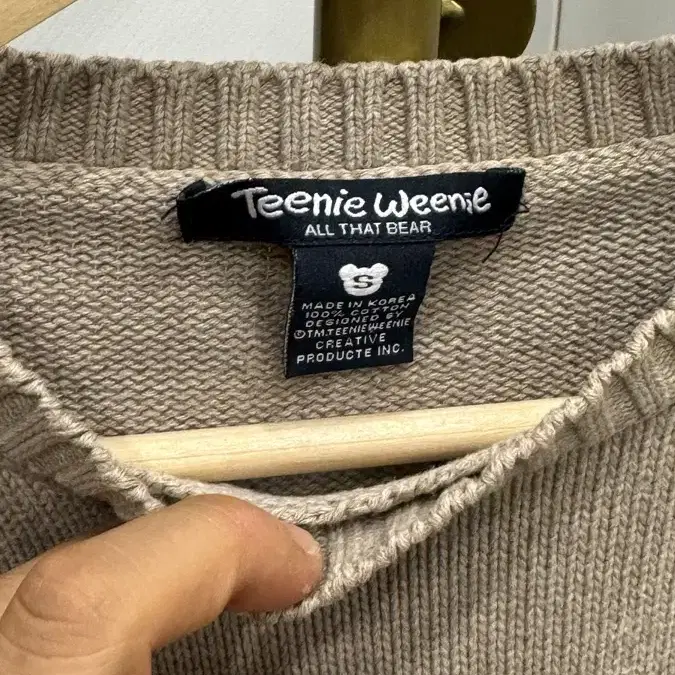 Teenie Weenie
ALL THAT BEAR
S
MADE IN KOREA
100% COTTON
DESIGNED BY
©TM.TEENIEWEENIE
CREATIVE
PRODUCTE INC.